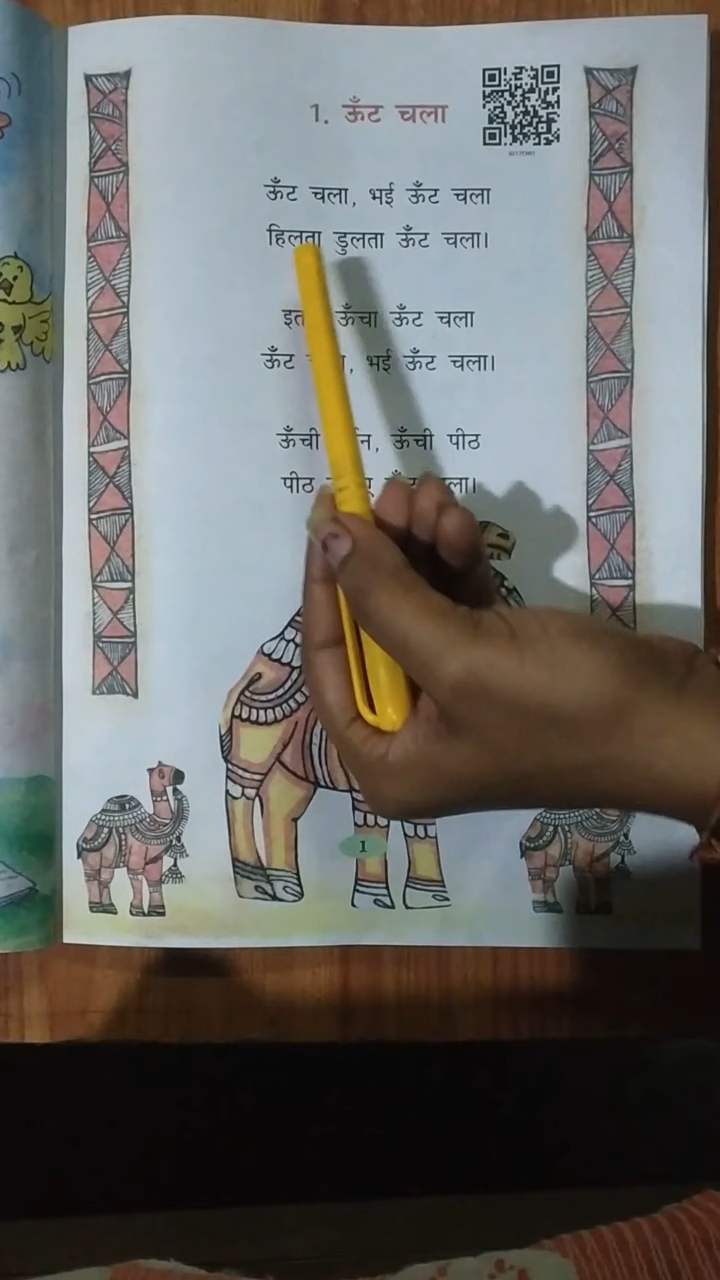 1. ऊँट चला
ऊँट चला, भई ऊँट चला
हिलता डुलता ऊँट चला।
ऊँचा ऊँट चला
ऊँट भई ऊँट चला।
ऊँची ऊँची पीठ
पीठ
1